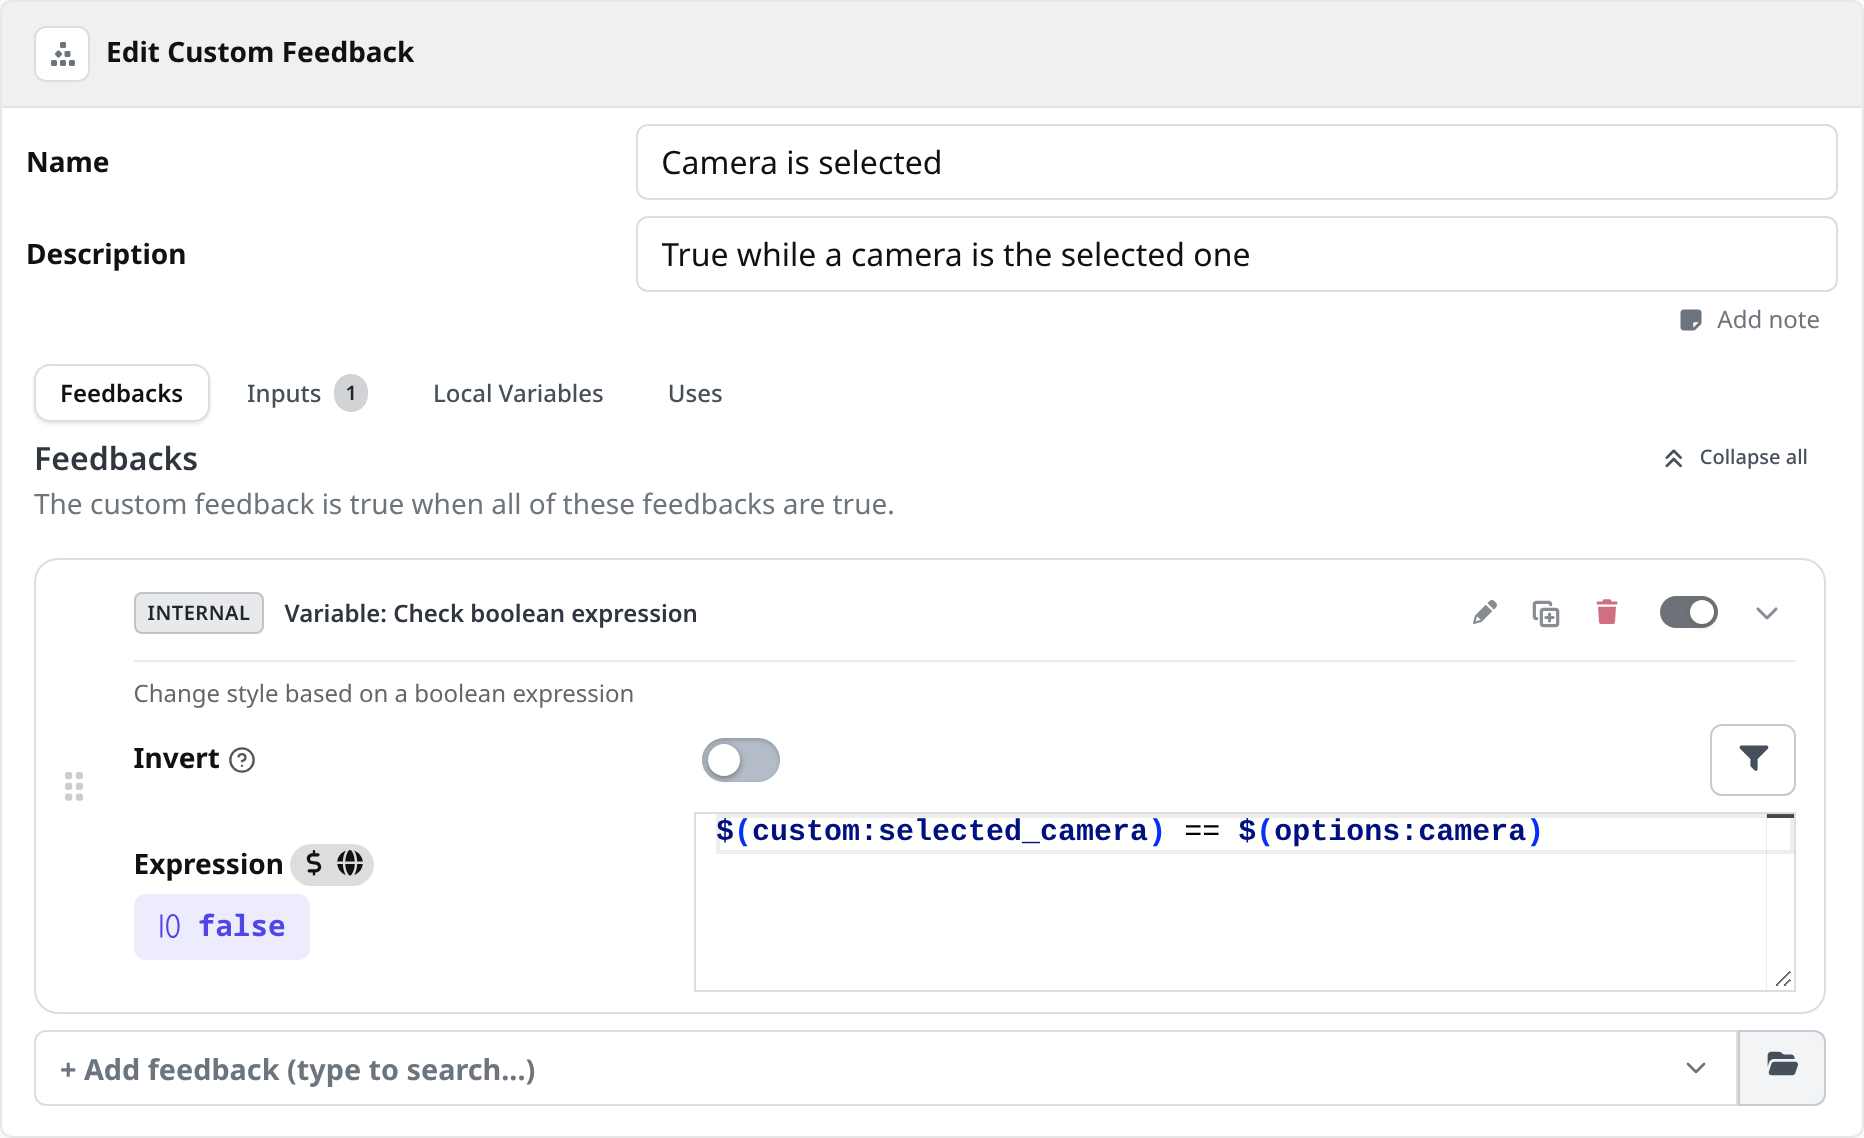 Edit Custom Feedback
Name
Camera is selected
Description
True while a camera is the selected one
Add note
Feedbacks
Inputs 1
Local Variables
Uses
Feedbacks
Collapse all
The custom feedback is true when all of these feedbacks are true.
INTERNAL
Variable: Check boolean expression
Change style based on a boolean expression
Invert
$(custom:selected_camera) == $(options:camera)
Expression $
false
+ Add feedback (type to search...)